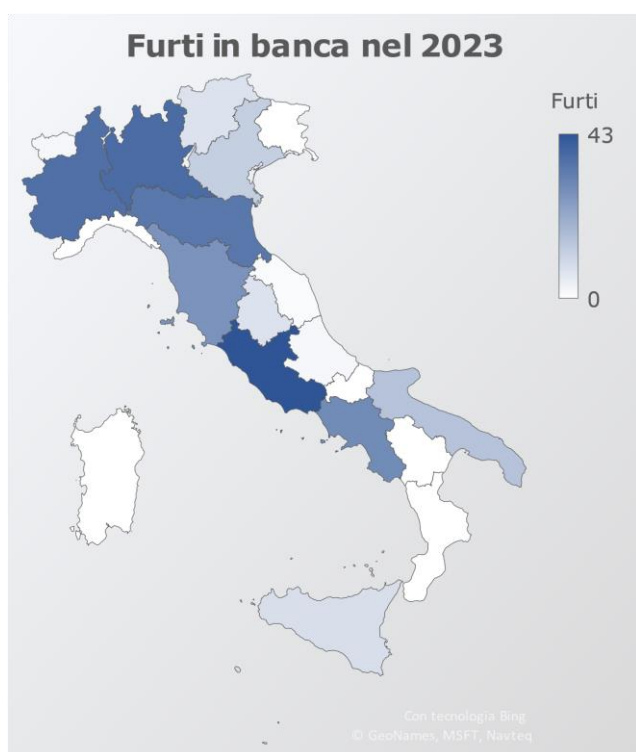 Furti in banca nel 2023
Furti
43
0
Con tecnologia Bing
© GeoNames, MSFT, Navteq